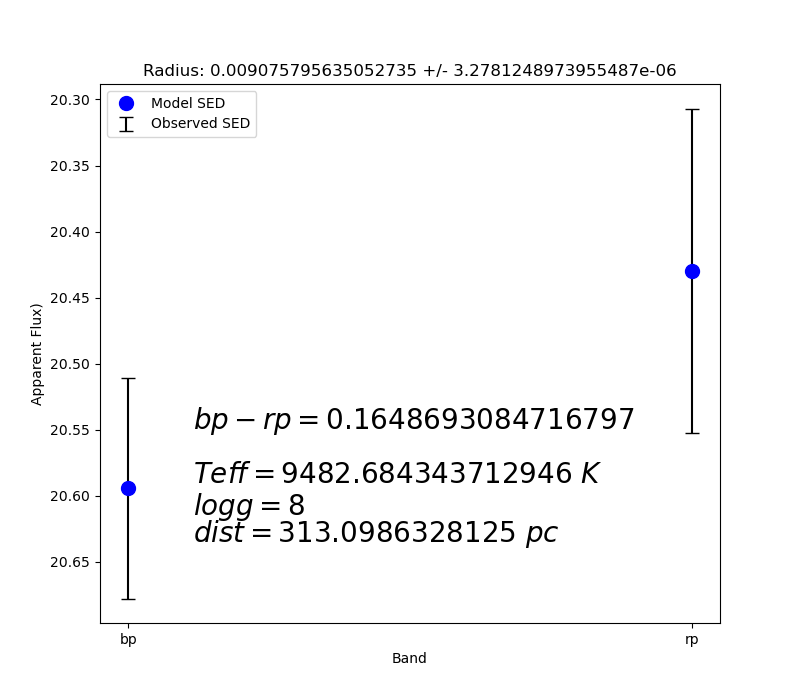 Radius: 0.009075795635052735 +/- 3.2781248973955487e-06
Model SED
Observed SED
20.30
20.35
20.40
20.45
20.50
20.55
20.60
20.65
Apparent Flux)
bp − rp = 0.1648693084716797
Teff = 9482.684343712946 K
logg = 8
dist = 313.0986328125 pc
bp
rp
Band